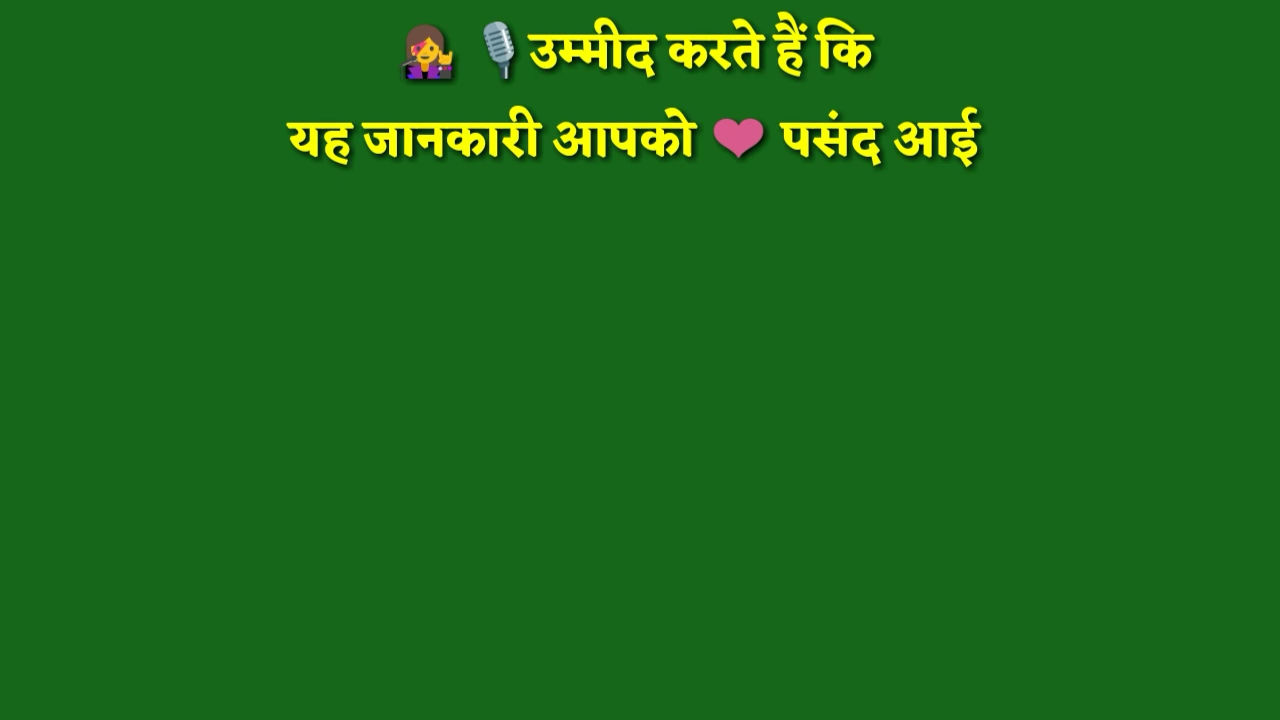 👩‍🎤 🎙️उम्मीद करते हैं कि
यह जानकारी आपको ❤ पसंद आई